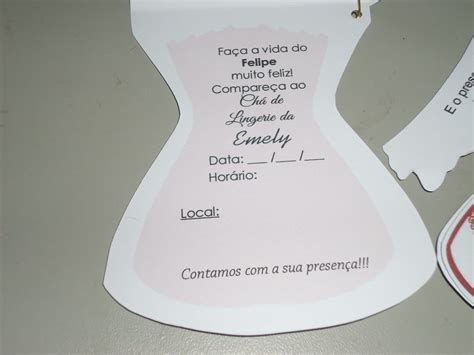 Faça a vida do
Felipe
muito feliz!
Compareça ao
Chá de
Lingerie da
Emely
Data: __ /__ /__
Horário:
Local:
Contamos com a sua presença!!!
E o